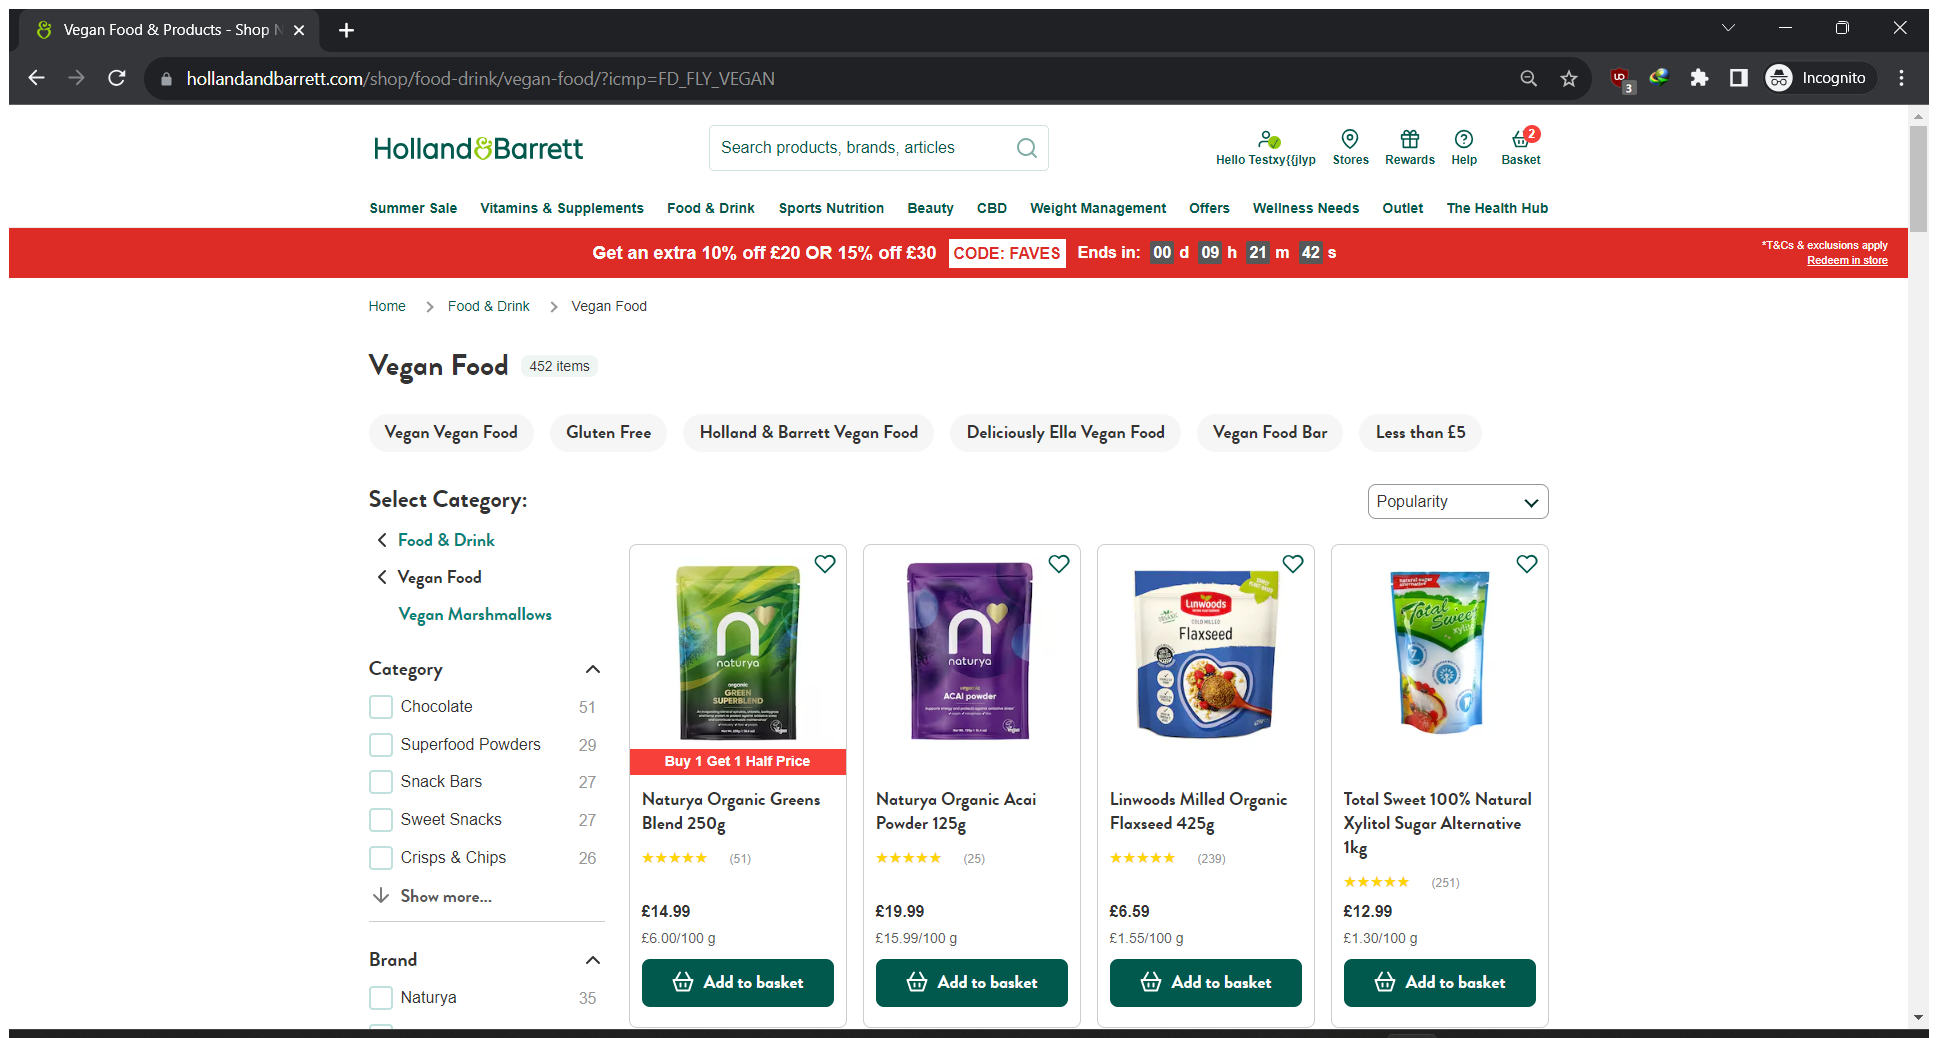 Vegan Food & Products - Shop N
hollandandbarrett.com/shop/food-drink/vegan-food/?icmp=FD_FLY_VEGAN
3
Incognito
Holland&Barrett
Search products, brands, articles
2
Hello Testxy{{jlyp
Stores
Rewards
Help
Basket
Summer Sale
Vitamins & Supplements
Food & Drink
Sports Nutrition
Beauty
CBD
Weight Management
Offers
Wellness Needs
Outlet
The Health Hub
Get an extra 10% off £20 OR 15% off £30 CODE: FAVES Ends in: 00 d 09 h 21 m 42 s
*T&Cs & exclusions apply
Redeem in store
Home
Food & Drink
Vegan Food
Vegan Food
452 items
Vegan Vegan Food
Gluten Free
Holland & Barrett Vegan Food
Deliciously Ella Vegan Food
Vegan Food Bar
Less than £5
Select Category:
Popularity
Food & Drink
Vegan Food
Vegan Marshmallows
Category
Chocolate 51
Superfood Powders 29
Snack Bars 27
Sweet Snacks 27
Crisps & Chips 26
Show more...
Brand
Naturya 35
naturya
organic
GREEN
SUPERBLEND
Buy 1 Get 1 Half Price
Naturya Organic Greens
Blend 250g
(51)
£14.99
£6.00/100 g
Add to basket
naturya
organic
ACAI powder
Naturya Organic Acai
Powder 125g
(25)
£19.99
£15.99/100 g
Add to basket
Linwoods
COLD MILLED
Flaxseed
Linwoods Milled Organic
Flaxseed 425g
(239)
£6.59
£1.55/100 g
Add to basket
natural sugar
alternative
Total
Sweet
xylitol
Total Sweet 100% Natural
Xylitol Sugar Alternative
1kg
(251)
£12.99
£1.30/100 g
Add to basket